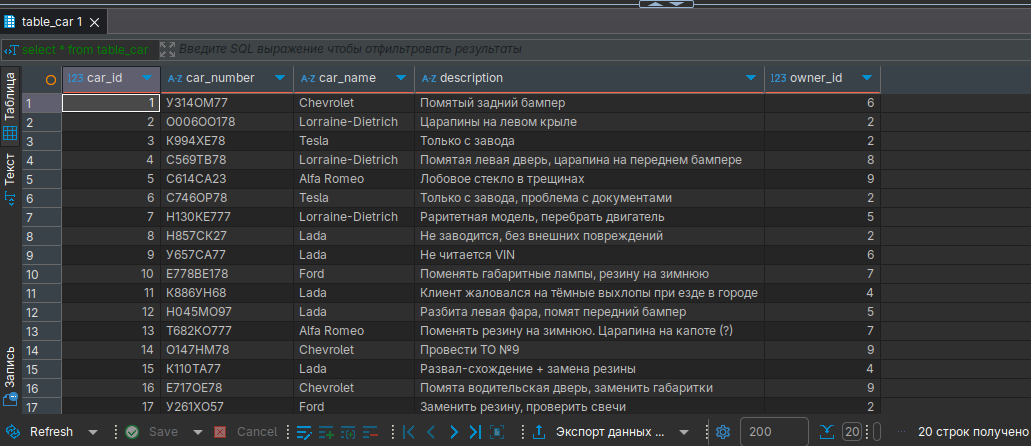 table_car 1
select * from table_car Введите SQL выражение чтобы отфильтровать результаты
Таблица
Текст
Запись
123 car_id A-Z car_number A-Z car_name A-Z description 123 owner_id
1 1 У314ОМ77 Chevrolet Помятый задний бампер 6
2 2 О006ОО178 Lorraine-Dietrich Царапины на левом крыле 2
3 3 К994ХЕ78 Tesla Только с завода 2
4 4 С569ТВ78 Lorraine-Dietrich Помятая левая дверь, царапина на переднем бампере 8
5 5 С614СА23 Alfa Romeo Лобовое стекло в трещинах 9
6 6 С746ОР78 Tesla Только с завода, проблема с документами 2
7 7 Н130КЕ777 Lorraine-Dietrich Раритетная модель, перебрать двигатель 5
8 8 Н857СК27 Lada Не заводится, без внешних повреждений 2
9 9 У657СА77 Lada Не читается VIN 6
10 10 Е778ВЕ178 Ford Поменять габаритные лампы, резину на зимнюю 7
11 11 К886УН68 Lada Клиент жаловался на тёмные выхлопы при езде в городе 4
12 12 Н045МО97 Lada Разбита левая фара, помят передний бампер 5
13 13 Т682КО777 Alfa Romeo Поменять резину на зимнюю. Царапина на капоте (?) 7
14 14 О147НМ78 Chevrolet Провести ТО №9 9
15 15 К110ТА77 Lada Развал-схождение + замена резины 4
16 16 Е717ОЕ78 Chevrolet Помята водительская дверь, заменить габаритки 9
17 17 У261ХО57 Ford Заменить резину, проверить свечи 2
Refresh Save Cancel Экспорт данных ... 200 20 ... 20 строк получено